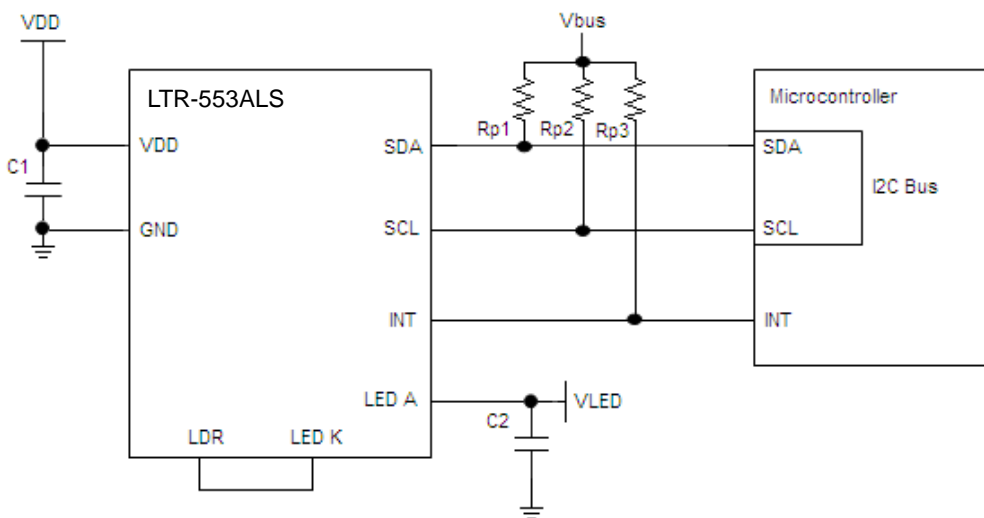 VDD
Vbus
LTR-553ALS
Microcontroller
Rp1
Rp2
Rp3
C1
VDD
SDA
SDA
I2C Bus
GND
SCL
SCL
INT
INT
LED A
VLED
C2
LDR
LED K